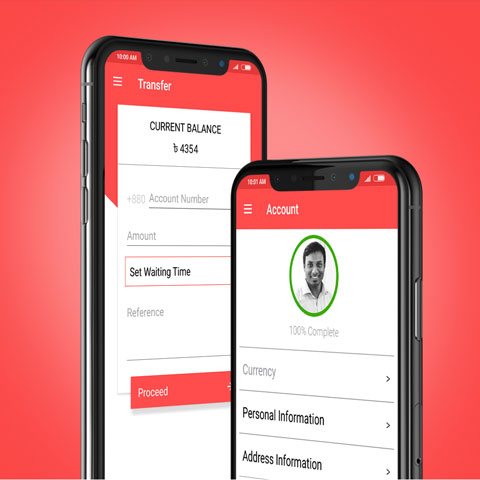 10:00 AM
Transfer
CURRENT BALANCE
৳ 4354
+880 Account Number
Amount
Set Waiting Time
Reference
Proceed
10:01 AM
Account
100% Complete
Currency
Personal Information
Address Information